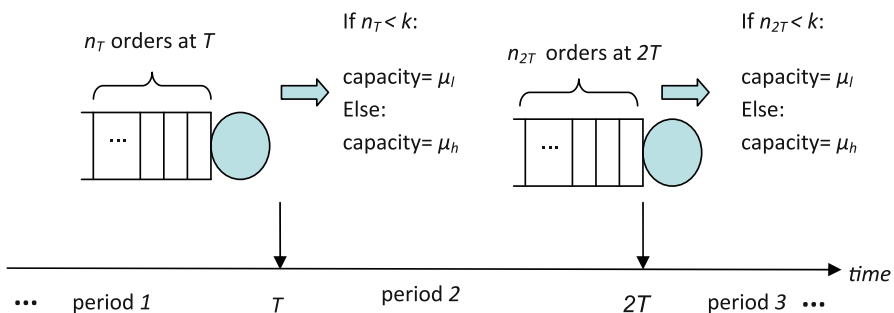 If n_T < k:
n_T orders at T
capacity= μ_l
Else:
capacity= μ_h
...
If n_2T < k:
n_2T orders at 2T
capacity= μ_l
Else:
capacity= μ_h
...
time
... period 1
T
period 2
2T
period 3 ...